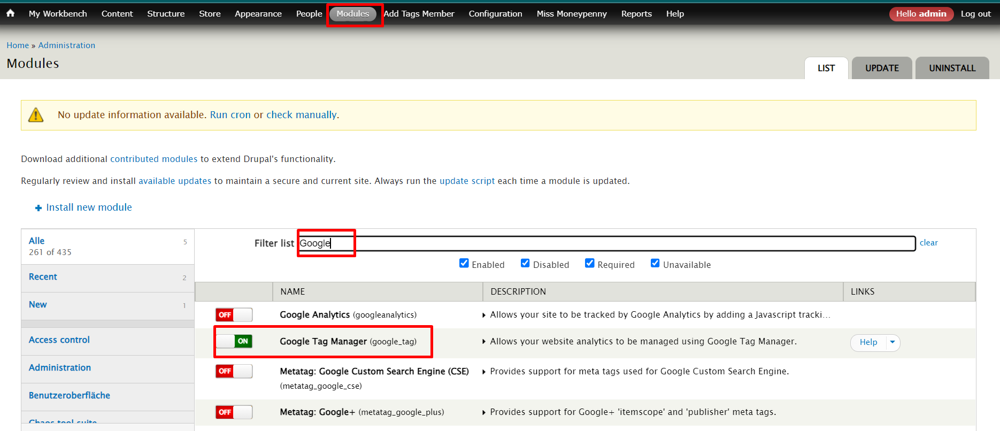 My Workbench Content Structure Store Appearance People Modules Add Tags Member Configuration Miss Moneypenny Reports Help Hello admin Log out
Home » Administration
Modules
LIST UPDATE UNINSTALL
No update information available. Run cron or check manually.
Download additional contributed modules to extend Drupal's functionality.
Regularly review and install available updates to maintain a secure and current site. Always run the update script each time a module is updated.
Install new module
Alle 5
261 of 435
Recent 2
New 1
Access control
Administration
Benutzeroberfläche
Chaos tool suite
Filter list Google clear
Enabled Disabled Required Unavailable
NAME DESCRIPTION LINKS
OFF Google Analytics (googleanalytics) Allows your site to be tracked by Google Analytics by adding a Javascript tracki...
ON Google Tag Manager (google_tag) Allows your website analytics to be managed using Google Tag Manager. Help
OFF Metatag: Google Custom Search Engine (CSE) Provides support for meta tags used for Google Custom Search Engine.
(metatag_google_cse)
OFF Metatag: Google+ (metatag_google_plus) Provides support for Google+ 'itemscope' and 'publisher' meta tags.